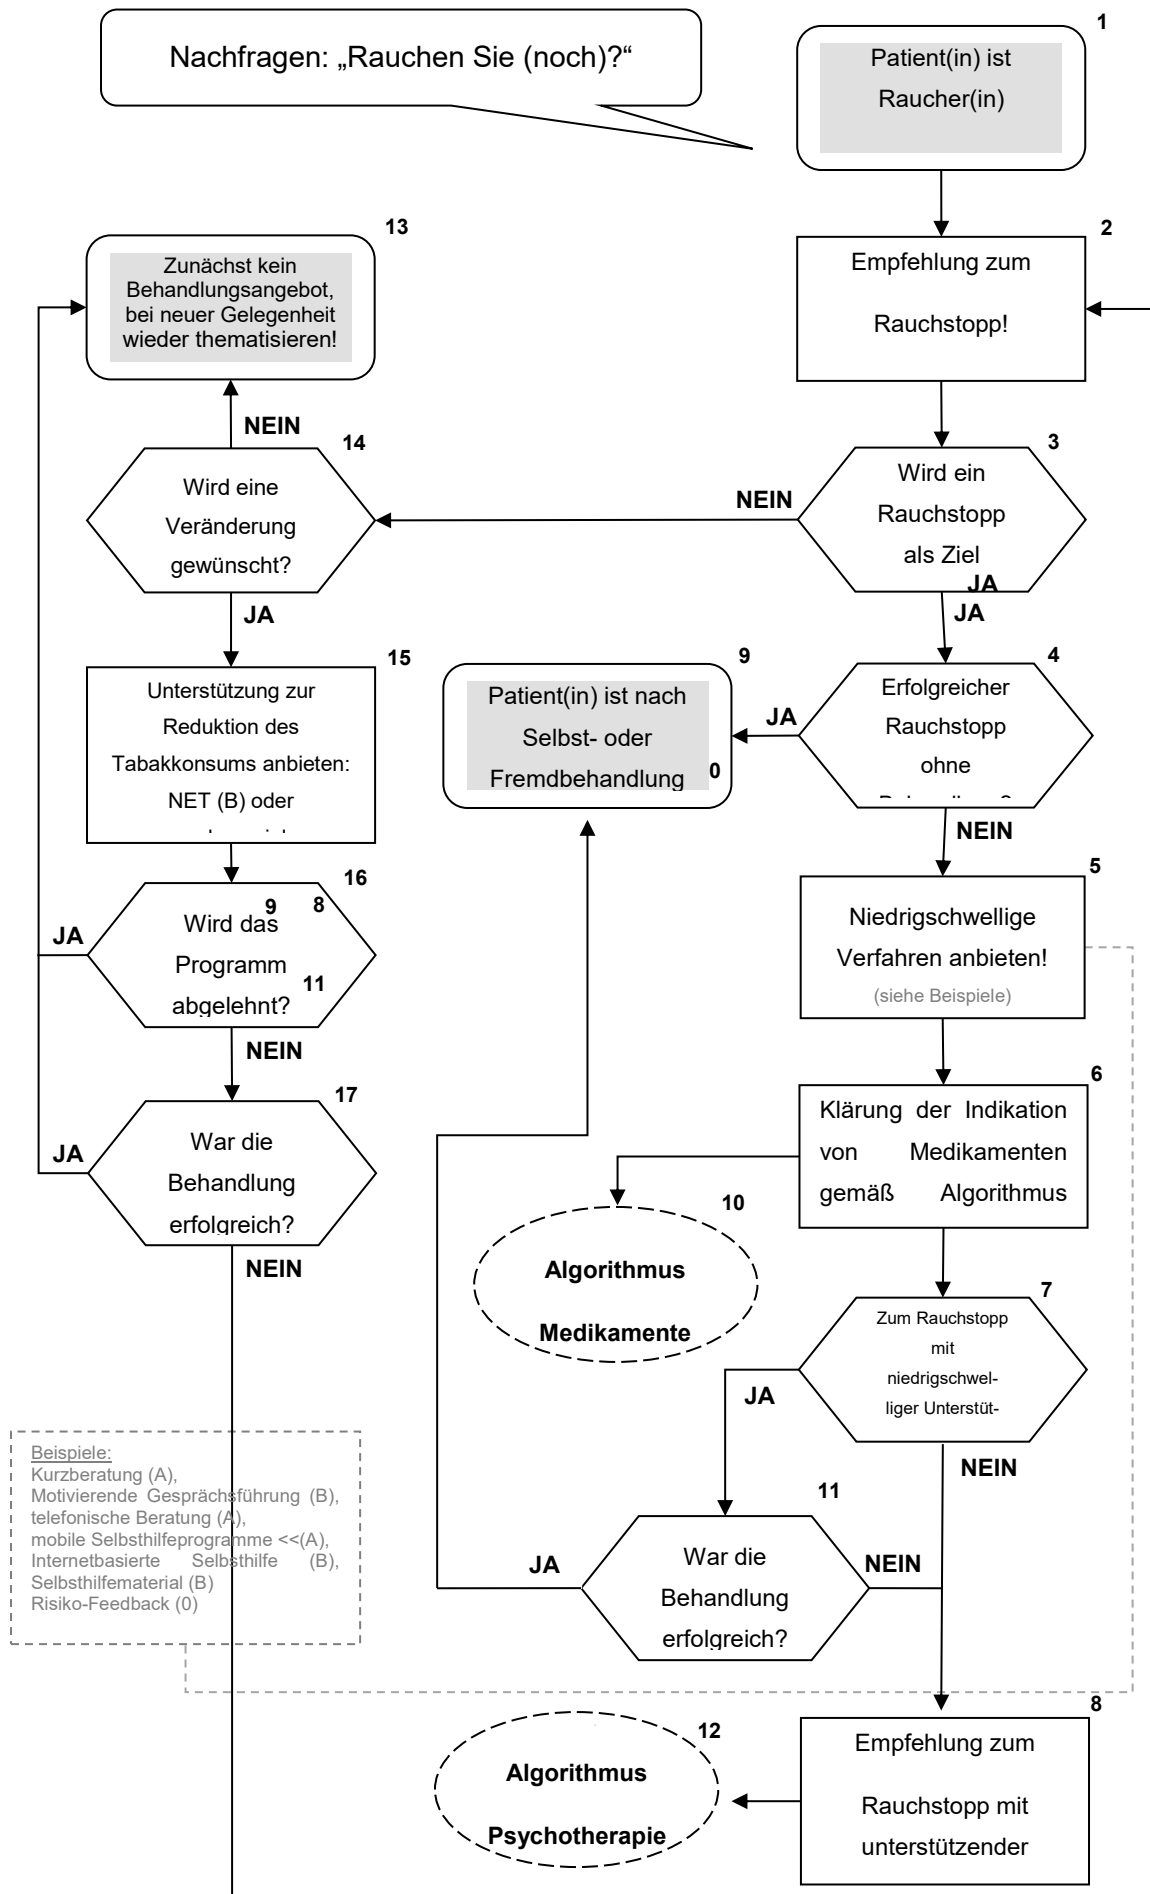 Nachfragen: „Rauchen Sie (noch)?“
1
Patient(in) ist
Raucher(in)
2
Empfehlung zum
Rauchstopp!
13
Zunächst kein
Behandlungsangebot,
bei neuer Gelegenheit
wieder thematisieren!
NEIN
14
Wird eine
Veränderung
gewünscht?
NEIN
3
Wird ein
Rauchstopp
als Ziel
JA
JA
JA
15
Unterstützung zur
Reduktion des
Tabakkonsums anbieten:
NET (B) oder
9
Patient(in) ist nach
Selbst- oder
Fremdbehandlung
0
JA
4
Erfolgreicher
Rauchstopp
ohne
NEIN
16
9
8
Wird das
Programm
11
abgelehnt?
JA
NEIN
5
Niedrigschwellige
Verfahren anbieten!
(siehe Beispiele)
17
War die
Behandlung
erfolgreich?
JA
NEIN
6
Klärung der Indikation
von Medikamenten
gemäß Algorithmus
10
Algorithmus
Medikamente
7
Zum Rauchstopp
mit
niedrigschwel-
liger Unterstüt-
JA
NEIN
Beispiele:
Kurzberatung (A),
Motivierende Gesprächsführung (B),
telefonische Beratung (A),
mobile Selbsthilfeprogramme <<(A),
Internetbasierte Selbsthilfe (B),
Selbsthilfematerial (B)
Risiko-Feedback (0)
11
War die
Behandlung
erfolgreich?
JA
NEIN
8
Empfehlung zum
Rauchstopp mit
unterstützender
12
Algorithmus
Psychotherapie